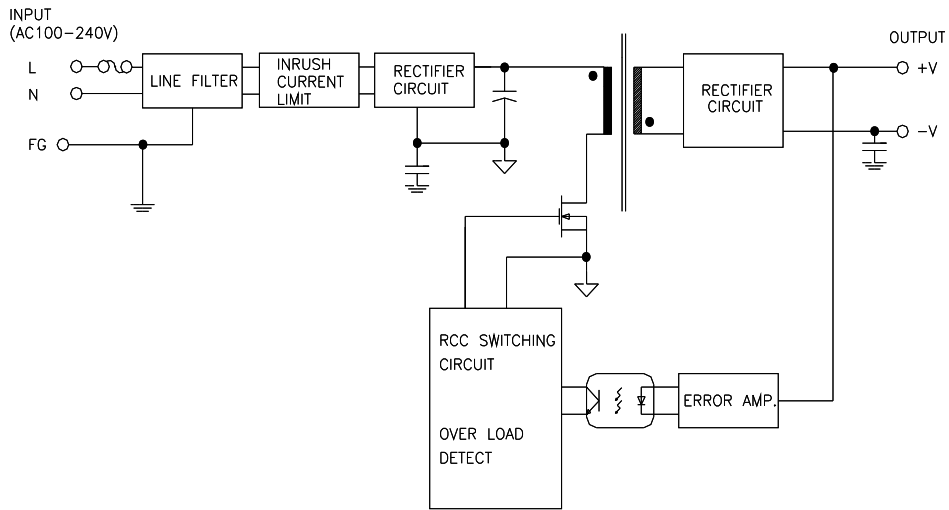 INPUT
(AC100-240V)
OUTPUT
L
LINE FILTER
INRUSH
CURRENT
LIMIT
RECTIFIER
CIRCUIT
RECTIFIER
CIRCUIT
+V
N
-V
FG
RCC SWITCHING
CIRCUIT
OVER LOAD
DETECT
ERROR AMP.